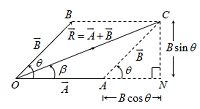 B C
B⃗ R⃗ = A⃗ + B⃗ B⃗ B sin θ
θ β θ
O A⃗ A N
B cos θ